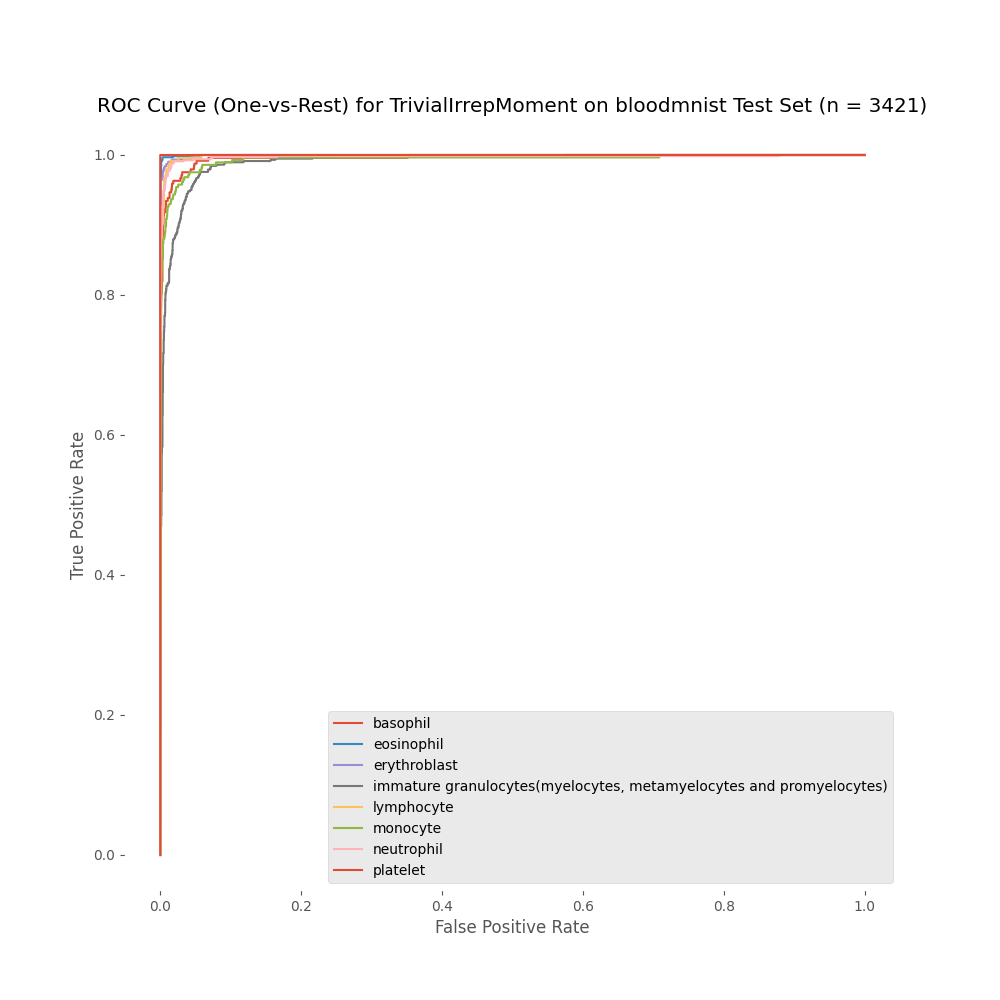 ROC Curve (One-vs-Rest) for TrivialIrrepMoment on bloodmnist Test Set (n = 3421)
1.0
0.8
0.6
0.4
0.2
0.0
True Positive Rate
basophil
eosinophil
erythroblast
immature granulocytes(myelocytes, metamyelocytes and promyelocytes)
lymphocyte
monocyte
neutrophil
platelet
0.0 0.2 0.4 0.6 0.8 1.0
False Positive Rate